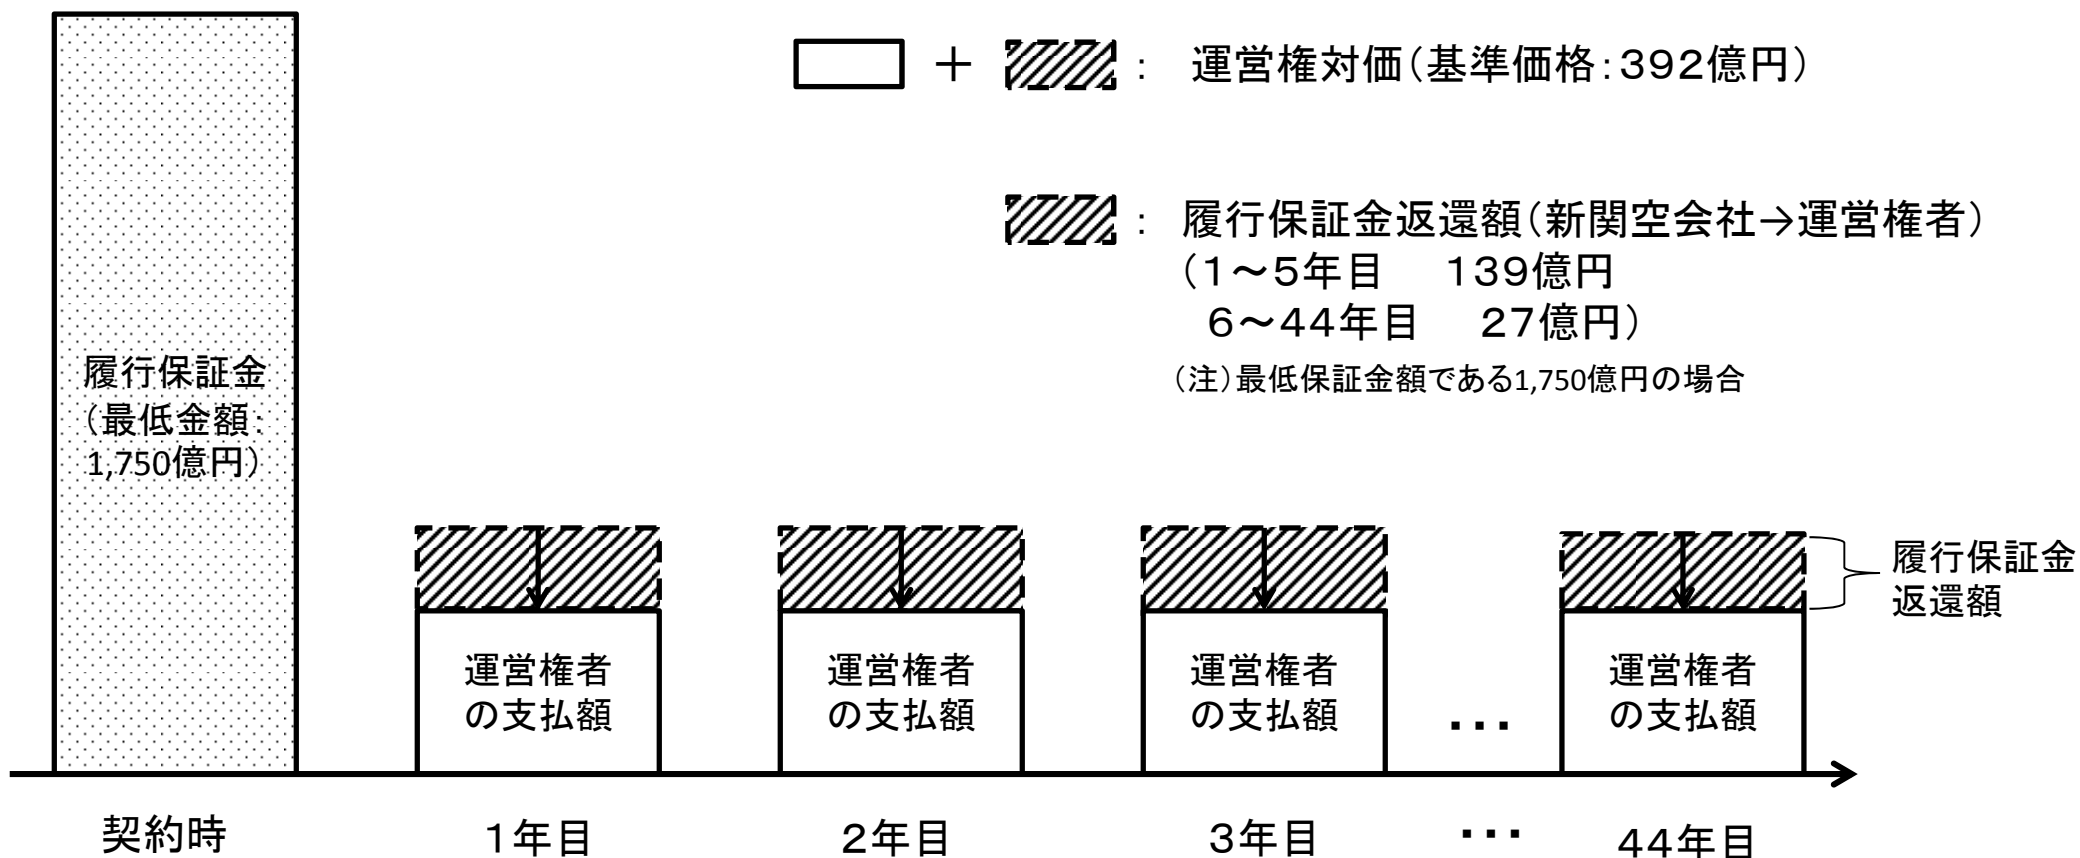 ＋ ： 運営権対価（基準価格：３９２億円）
： 履行保証金返還額（新関空会社→運営権者）
（１～５年目　１３９億円
６～４４年目　２７億円）
（注）最低保証金額である1,750億円の場合
履行保証金
（最低金額：
1,750億円）
履行保証金
返還額
運営権者
の支払額
運営権者
の支払額
運営権者
の支払額
・・・
運営権者
の支払額
契約時
１年目
２年目
３年目
・・・
４４年目